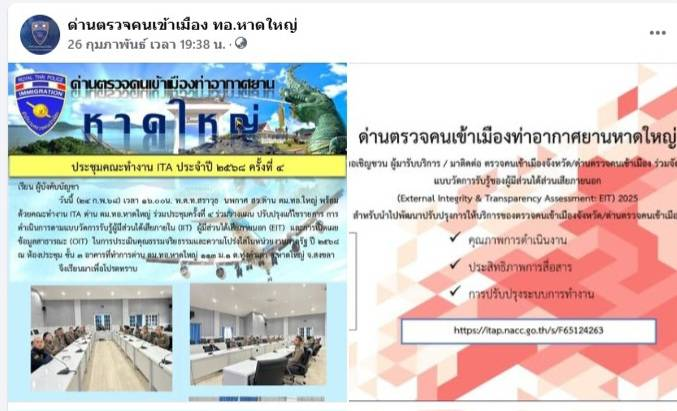 ด่านตรวจคนเข้าเมือง ทอ.หาดใหญ่
26 กุมภาพันธ์ เวลา 19:38 น.
ROYAL THAI POLICE
IMMIGRATION
ด่านตรวจคนเข้าเมืองท่าอากาศยาน
หาดใหญ่
ประชุมคณะทำงาน ITA ประจำปี ๒๕๖๘ ครั้งที่ ๔
เรียน ผู้บังคับบัญชา
วันนี้ (๒๔ ก.พ.๖๘) เวลา ๑๖.๐๐น. พ.ต.ท.สราวุธ นพกาศ สว.ด่าน ตม.ทอ.ใหญ่ พร้อม
ด้วยคณะทำงาน ITA ด่าน ตม.ทอ.หาดใหญ่ ร่วมประชุมครั้งที่ ๔ ร่วมวางแผน ปรับปรุงแก้ไขรายการ การ
ดำเนินการตามแบบวัดการรับรู้ผู้มีส่วนได้เสียภายใน (IIT) ผู้มีส่วนได้เสียภายนอก (EIT) และการเปิดเผย
ข้อมูลสาธารณะ (OIT) ในการประเมินคุณธรรมจริยธรรมและความโปร่งใสในหน่วยงานภาครัฐ ปี ๒๕๖๘
ณ ห้องประชุม ชั้น ๓ อาคารที่ทำการด่าน ตม.ทอ.หาดใหญ่ ๑๑๓ ม.๑ ต.ทุ่งตำเสา อ.หาดใหญ่ จ.สงขลา
จึงเรียนมาเพื่อโปรดทราบ
ด่านตรวจคนเข้าเมืองท่าอากาศยานหาดใหญ่
อเชิญชวน ผู้มารับบริการ / มาติดต่อ ตรวจคนเข้าเมืองจังหวัด/ด่านตรวจคนเข้าเมือง ร่วมจัด
แบบวัดการรับรู้ของผู้มีส่วนได้ส่วนเสียภายนอก
(External Integrity & Transparency Assessment: EIT) 2025
สำหรับนำไปพัฒนาปรับปรุงการให้บริการของตรวจคนเข้าเมืองจังหวัด/ด่านตรวจคนเข้าเมือ
คุณภาพการดำเนินงาน
ประสิทธิภาพการสื่อสาร
การปรับปรุงระบบการทำงาน
https://itap.nacc.go.th/s/F65124263